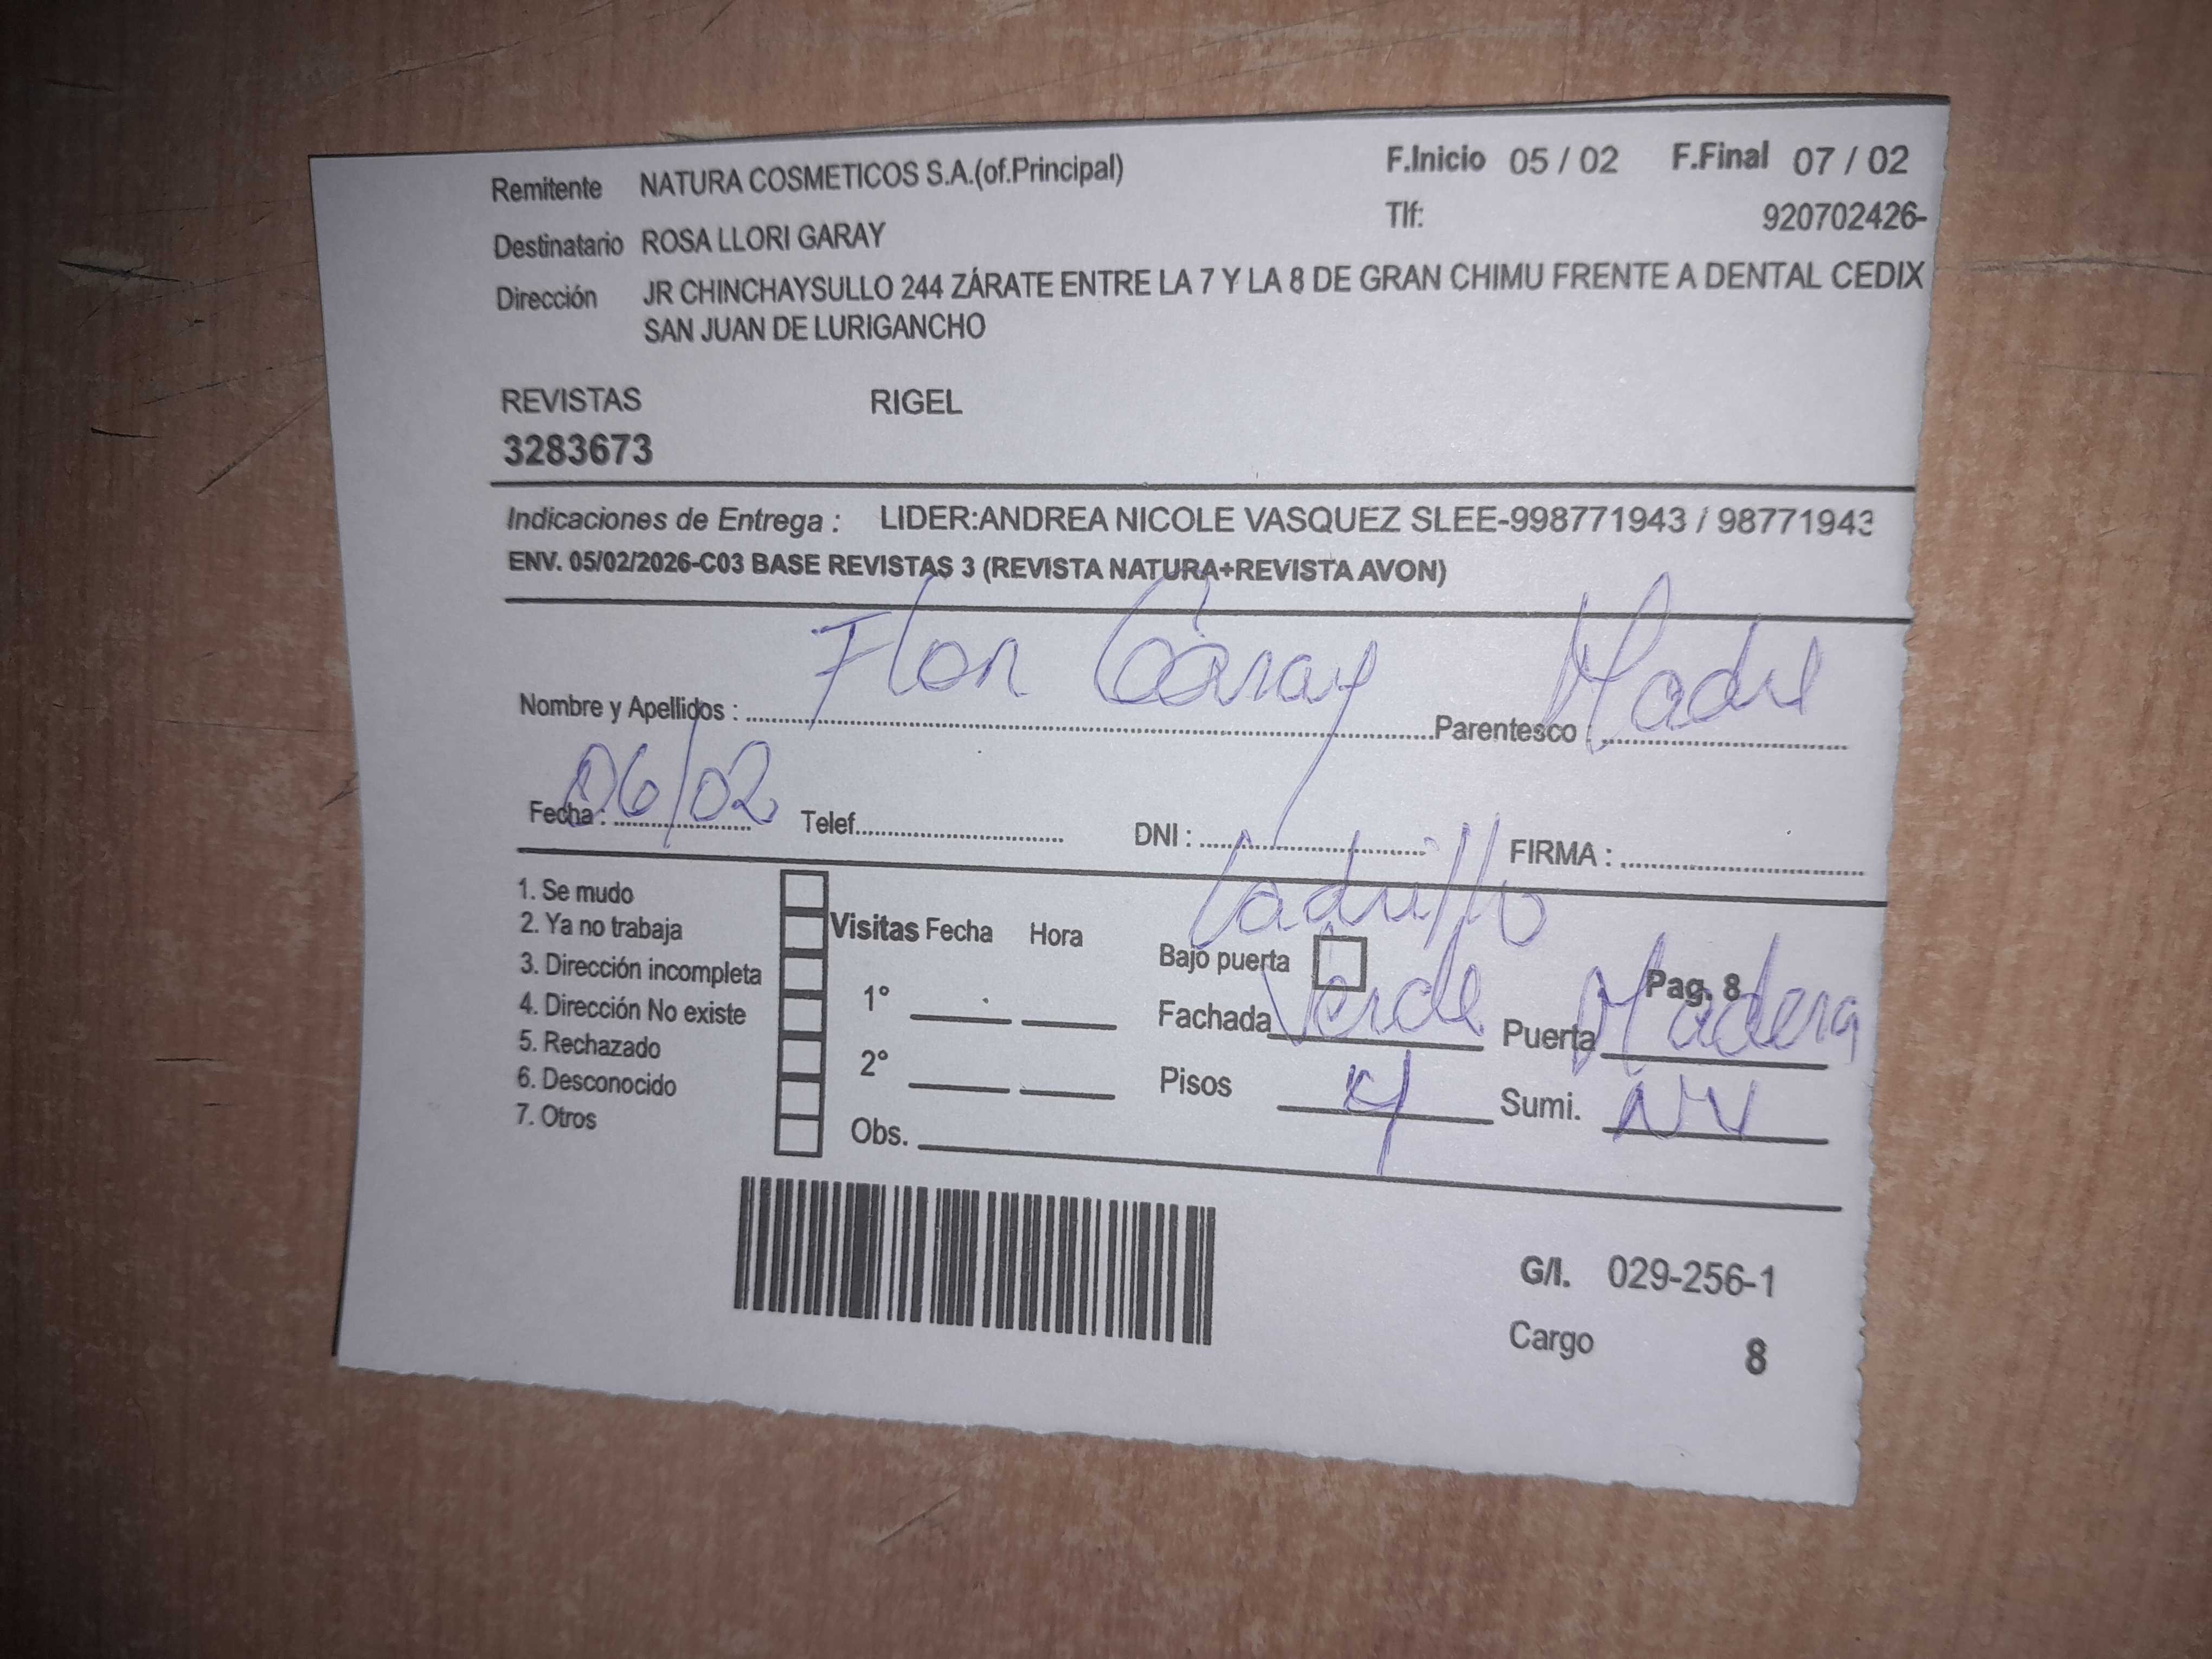 Remitente NATURA COSMETICOS S.A.(of.Principal) F.Inicio 05 / 02 F.Final 07 / 02
Destinatario ROSA LLORI GARAY Tlf: 920702426-
Dirección JR CHINCHAYSULLO 244 ZÁRATE ENTRE LA 7 Y LA 8 DE GRAN CHIMU FRENTE A DENTAL CEDIX
SAN JUAN DE LURIGANCHO
REVISTAS RIGEL
3283673
Indicaciones de Entrega : LIDER:ANDREA NICOLE VASQUEZ SLEE-998771943 / 98771943
ENV. 05/02/2026-C03 BASE REVISTAS 3 (REVISTA NATURA+REVISTA AVON)
Nombre y Apellidos : Flor Garay Parentesco : Madre
Fecha : 06/02 Telef. DNI : FIRMA :
Ladrillo
1. Se mudo
2. Ya no trabaja Visitas Fecha Hora Bajo puerta Pag. 8
3. Dirección incompleta
4. Dirección No existe 1° Fachada Verde Puerta Madera
5. Rechazado
6. Desconocido 2° Pisos 4 Sumi. NV
7. Otros Obs.
G/I. 029-256-1
Cargo 8